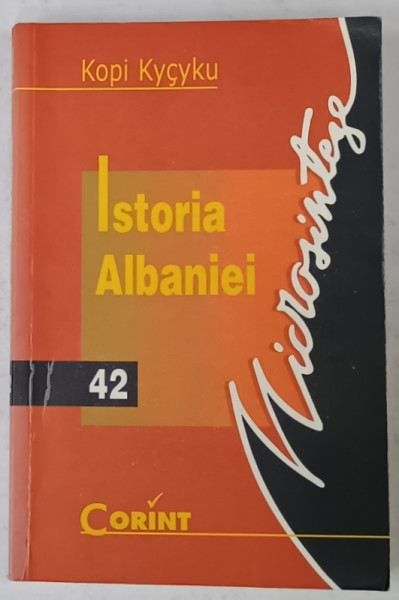 Kopi Kyçyku
Istoria
Albaniei
Microsinteze
42
CORINT